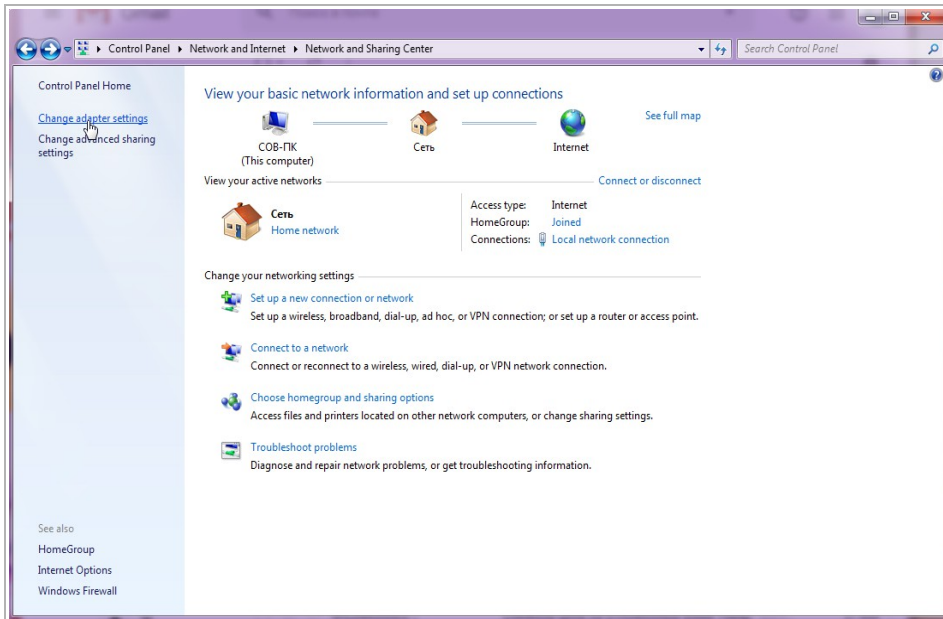 Control Panel ▸ Network and Internet ▸ Network and Sharing Center
Search Control Panel
Control Panel Home
Change adapter settings
Change advanced sharing
settings
View your basic network information and set up connections
See full map
СОВ-ПК
(This computer)
Сеть
Internet
View your active networks
Connect or disconnect
Сеть
Home network
Access type: Internet
HomeGroup: Joined
Connections: Local network connection
Change your networking settings
Set up a new connection or network
Set up a wireless, broadband, dial-up, ad hoc, or VPN connection; or set up a router or access point.
Connect to a network
Connect or reconnect to a wireless, wired, dial-up, or VPN network connection.
Choose homegroup and sharing options
Access files and printers located on other network computers, or change sharing settings.
Troubleshoot problems
Diagnose and repair network problems, or get troubleshooting information.
See also
HomeGroup
Internet Options
Windows Firewall